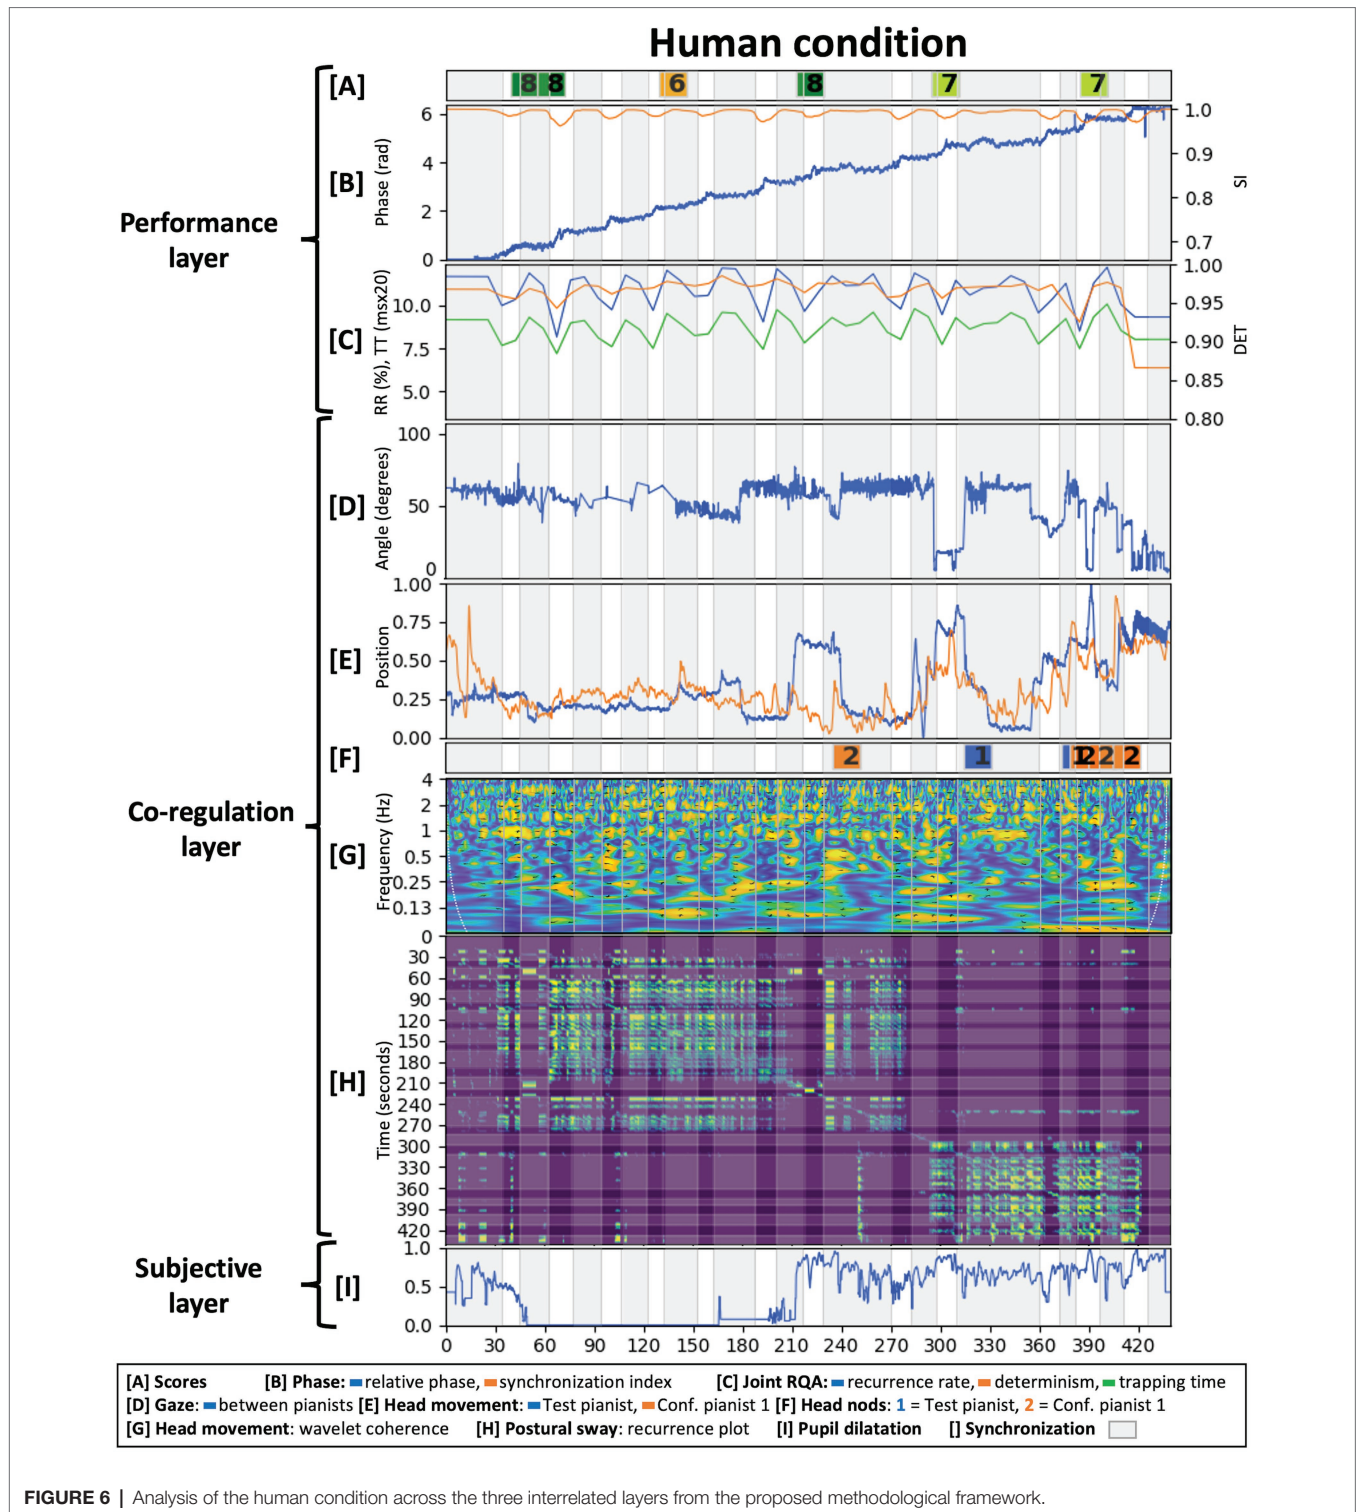 Human condition
[A]
8 8 6 8 7 7
Performance
layer
[B]
Phase (rad)
6
4
2
0
1.0
0.9
0.8
0.7
SI
[C]
RR (%), TT (msx20)
10.0
7.5
5.0
1.00
0.95
0.90
0.85
0.80
DET
[D]
Angle (degrees)
100
50
0
[E]
Position
1.00
0.75
0.50
0.25
0.00
[F]
2 1 1 2 2 2
Co-regulation
layer
[G]
Frequency (Hz)
4
2
1
0.5
0.25
0.13
[H]
Time (seconds)
0
30
60
90
120
150
180
210
240
270
300
330
360
390
420
Subjective
layer
[I]
1.0
0.5
0.0
0 30 60 90 120 150 180 210 240 270 300 330 360 390 420
[A] Scores [B] Phase: relative phase, synchronization index [C] Joint RQA: recurrence rate, determinism, trapping time
[D] Gaze: between pianists [E] Head movement: Test pianist, Conf. pianist 1 [F] Head nods: 1 = Test pianist, 2 = Conf. pianist 1
[G] Head movement: wavelet coherence [H] Postural sway: recurrence plot [I] Pupil dilatation [] Synchronization
FIGURE 6 | Analysis of the human condition across the three interrelated layers from the proposed methodological framework.